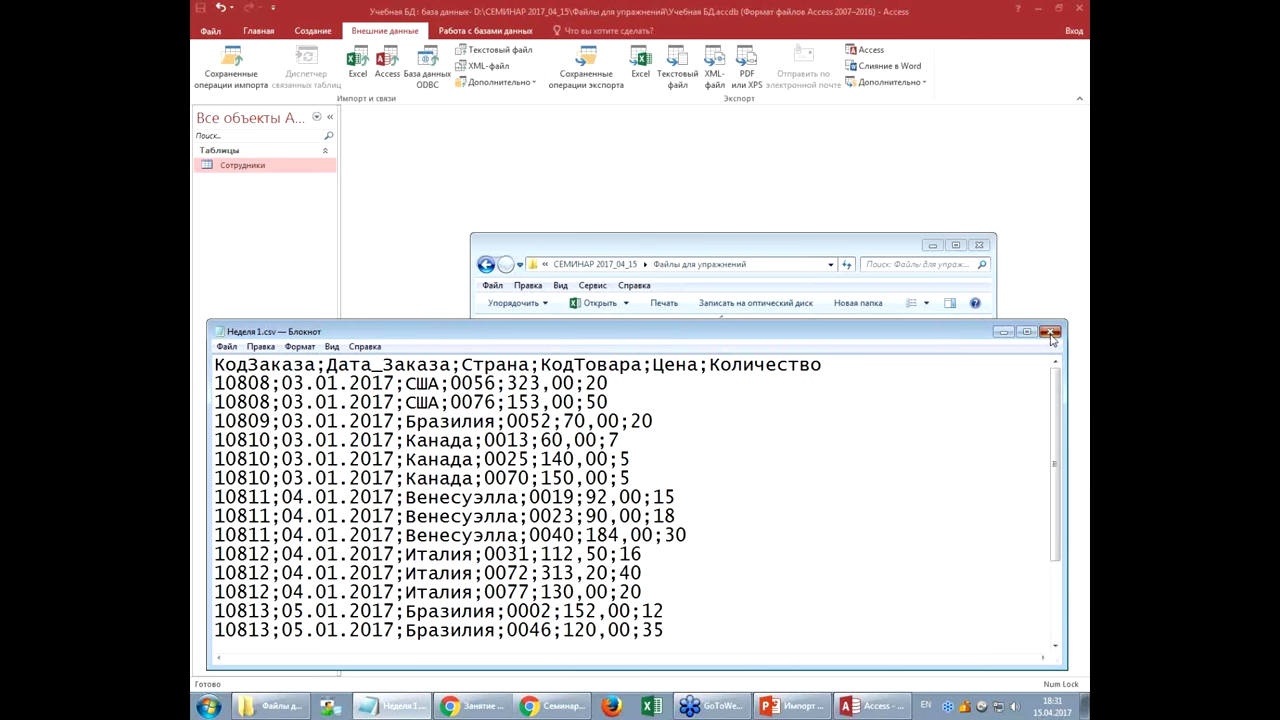 Учебная БД : база данных- D:\СЕМИНАР 2017_04_15\Файлы для упражнений\Учебная БД.accdb (Формат файлов Access 2007–2016) - Access
Файл Главная Создание Внешние данные Работа с базами данных Что вы хотите сделать? Вход
Сохраненные операции импорта
Диспетчер связанных таблиц
Excel
Access
База данных ODBC
Текстовый файл
XML-файл
Дополнительно
Импорт и связи
Сохраненные операции экспорта
Excel
Текстовый файл
XML-файл
PDF или XPS
Отправить по электронной почте
Access
Слияние в Word
Дополнительно
Экспорт
Все объекты A...
Поиск...
Таблицы
Сотрудники
« СЕМИНАР 2017_04_15 Файлы для упражнений Поиск: Файлы для упраж...
Файл Правка Вид Сервис Справка
Упорядочить Открыть Печать Записать на оптический диск Новая папка
Неделя 1.csv — Блокнот
Файл Правка Формат Вид Справка
КодЗаказа;Дата_Заказа;Страна;КодТовара;Цена;Количество
10808;03.01.2017;США;0056;323,00;20
10808;03.01.2017;США;0076;153,00;50
10809;03.01.2017;Бразилия;0052;70,00;20
10810;03.01.2017;Канада;0013;60,00;7
10810;03.01.2017;Канада;0025;140,00;5
10810;03.01.2017;Канада;0070;150,00;5
10811;04.01.2017;Венесуэлла;0019;92,00;15
10811;04.01.2017;Венесуэлла;0023;90,00;18
10811;04.01.2017;Венесуэлла;0040;184,00;30
10812;04.01.2017;Италия;0031;112,50;16
10812;04.01.2017;Италия;0072;313,20;40
10812;04.01.2017;Италия;0077;130,00;20
10813;05.01.2017;Бразилия;0002;152,00;12
10813;05.01.2017;Бразилия;0046;120,00;35
Готово Num Lock
Файлы д... Неделя 1.... Занятие ... Семинар... GoToWe... Импорт ... Access - ... EN 18:31
15.04.2017